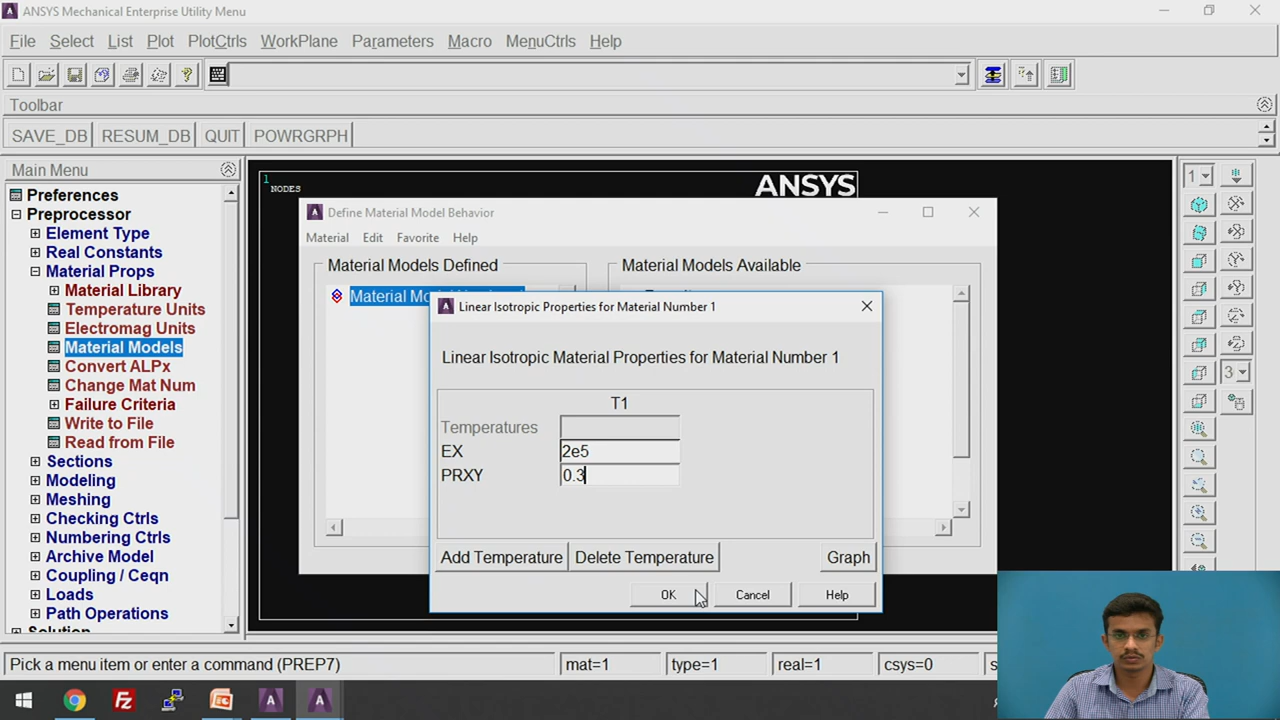 ANSYS Mechanical Enterprise Utility Menu
File Select List Plot PlotCtrls WorkPlane Parameters Macro MenuCtrls Help
Toolbar
SAVE_DB RESUM_DB QUIT POWRGRPH
Main Menu
Preferences
Preprocessor
Element Type
Real Constants
Material Props
Material Library
Temperature Units
Electromag Units
Material Models
Convert ALPx
Change Mat Num
Failure Criteria
Write to File
Read from File
Sections
Modeling
Meshing
Checking Ctrls
Numbering Ctrls
Archive Model
Coupling / Ceqn
Loads
Path Operations
1
NODES
ANSYS
Define Material Model Behavior
Material Edit Favorite Help
Material Models Defined
Material Models Available
Linear Isotropic Properties for Material Number 1
Linear Isotropic Material Properties for Material Number 1
T1
Temperatures
EX 2e5
PRXY 0.3
Add Temperature Delete Temperature Graph
OK Cancel Help
1
3
Pick a menu item or enter a command (PREP7) mat=1 type=1 real=1 csys=0